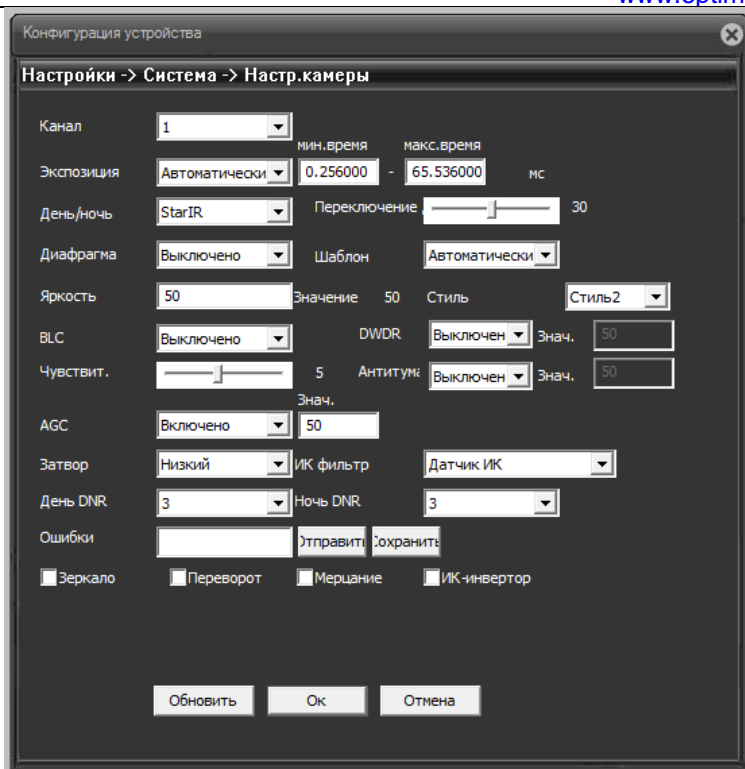 www.optim
Конфигурация устройства
Настройки -> Система -> Настр.камеры
Канал 1
мин.время макс.время
Экспозиция Автоматически 0.256000 - 65.536000 мс
День/ночь StarIR Переключение 30
Диафрагма Выключено Шаблон Автоматически
Яркость 50 Значение 50 Стиль Стиль2
BLC Выключено DWDR Выключен Знач. 50
Чувствит. 5 Антитума Выключен Знач. 50
Знач.
AGC Включено 50
Затвор Низкий ИК фильтр Датчик ИК
День DNR 3 Ночь DNR 3
Ошибки Отправить Сохранить
Зеркало Переворот Мерцание ИК-инвертор
Обновить Ок Отмена